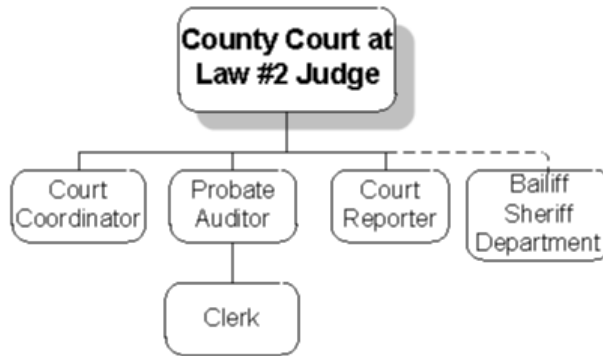 County Court at
Law #2 Judge
Court
Coordinator
Probate
Auditor
Court
Reporter
Bailiff
Sheriff
Department
Clerk